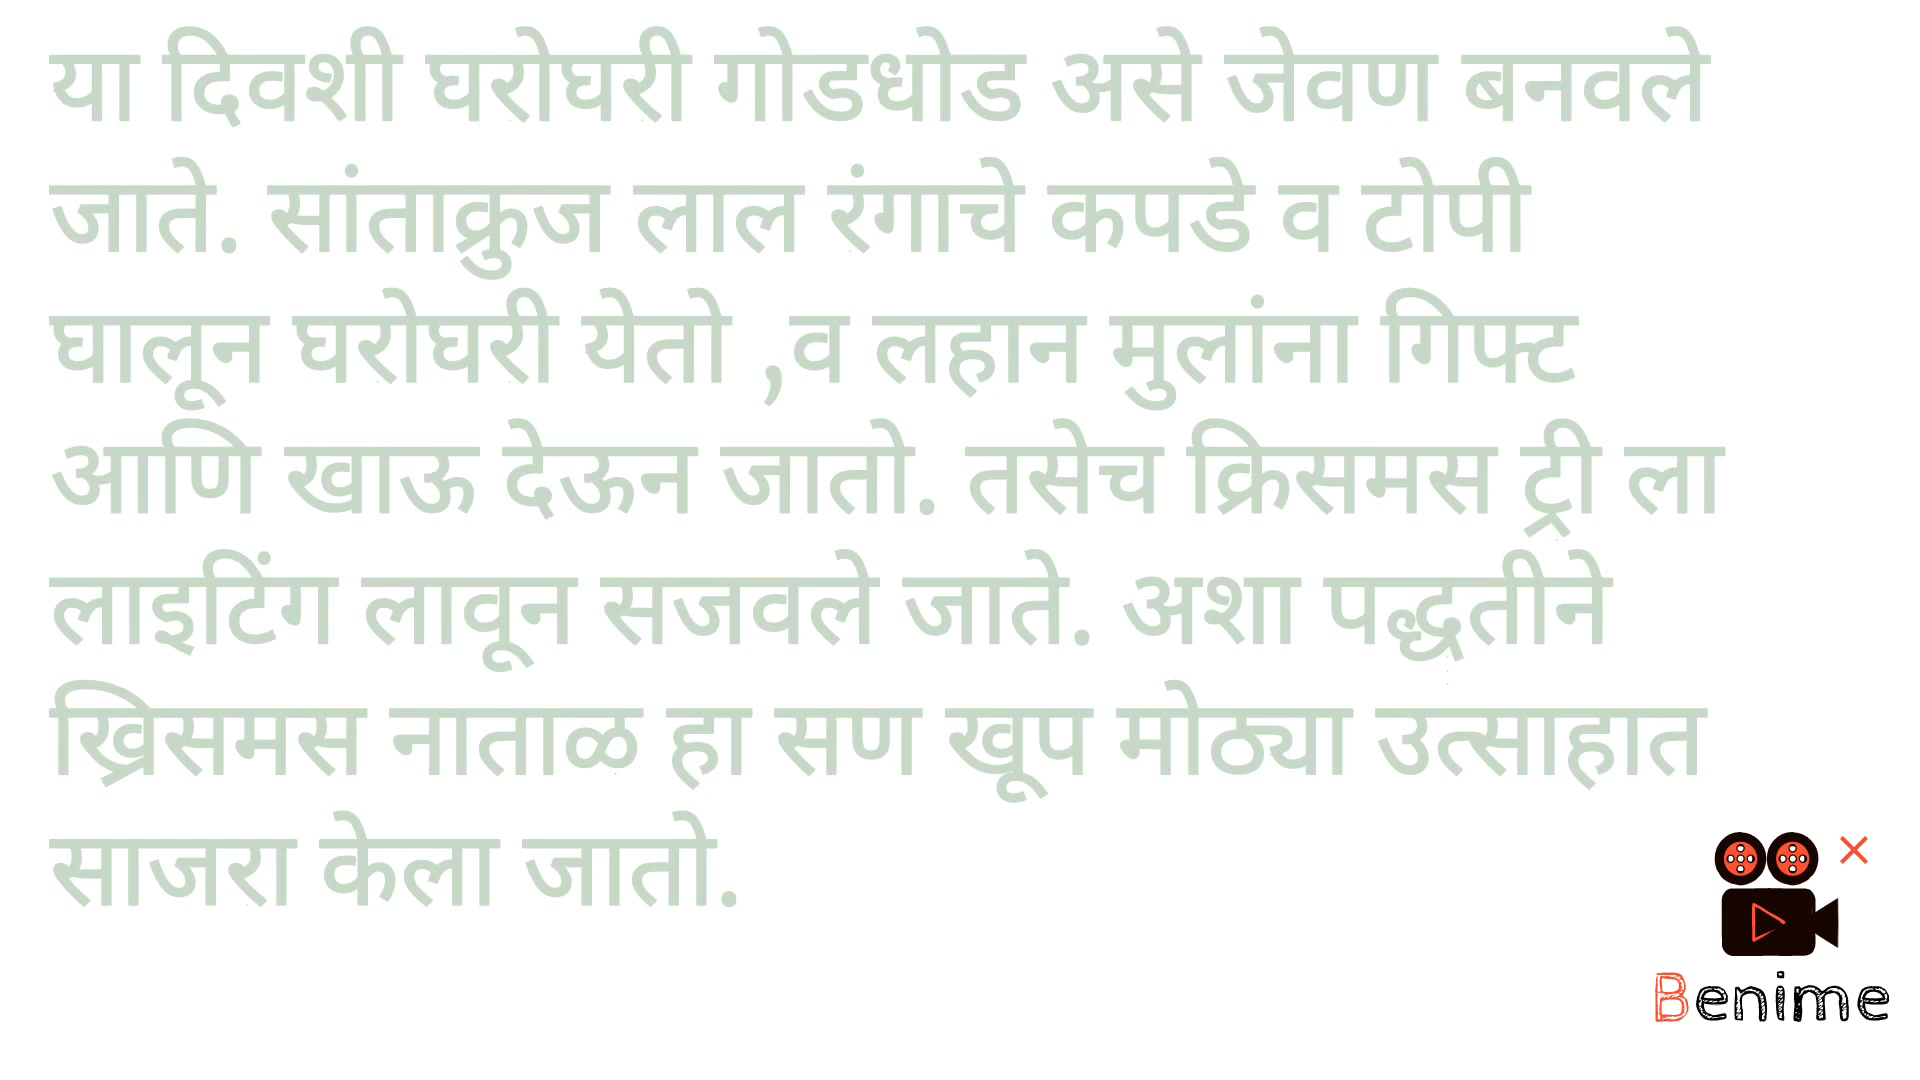 या दिवशी घरोघरी गोडधोड असे जेवण बनवले
जाते. सांताक्रुज लाल रंगाचे कपडे व टोपी
घालून घरोघरी येतो ,व लहान मुलांना गिफ्ट
आणि खाऊ देऊन जातो. तसेच क्रिसमस ट्री ला
लाइटिंग लावून सजवले जाते. अशा पद्धतीने
ख्रिसमस नाताळ हा सण खूप मोठ्या उत्साहात
साजरा केला जातो.
Benime